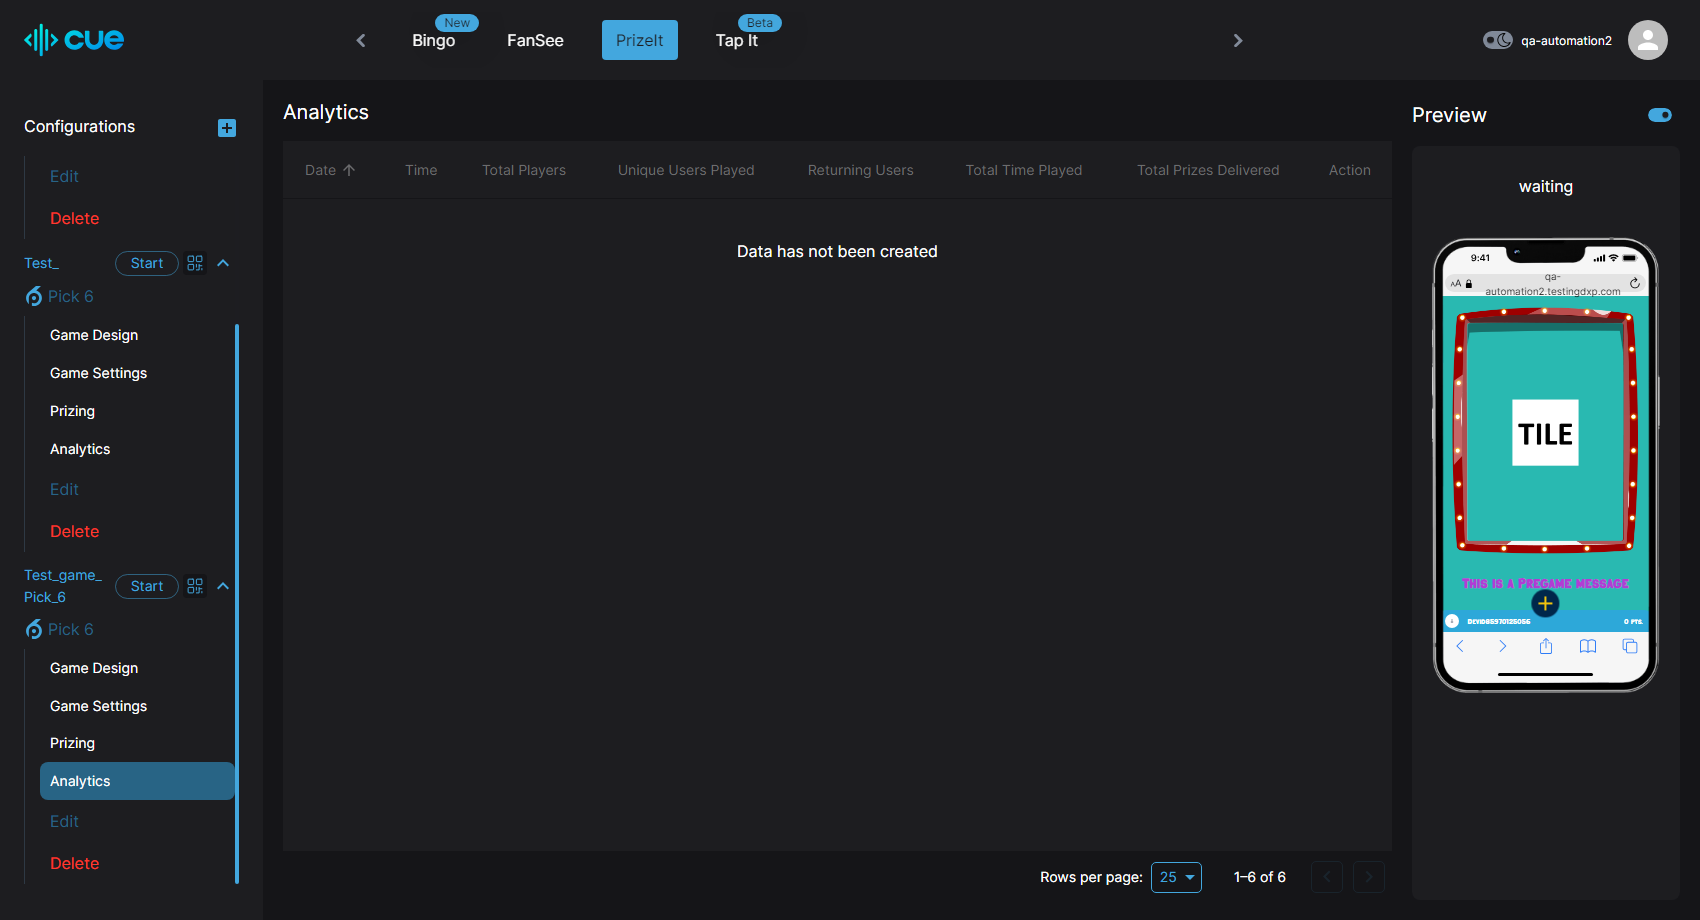 cue
New
Bingo
FanSee
PrizeIt
Beta
Tap It
qa-automation2
Configurations
Edit
Delete
Test_
Start
Pick 6
Game Design
Game Settings
Prizing
Analytics
Edit
Delete
Test_game_
Pick_6
Start
Pick 6
Game Design
Game Settings
Prizing
Analytics
Edit
Delete
Analytics
Date
Time
Total Players
Unique Users Played
Returning Users
Total Time Played
Total Prizes Delivered
Action
Data has not been created
Rows per page:
25
1–6 of 6
Preview
waiting
9:41
AA
qa-
automation2.testingdxp.com
TILE
This is a Pregame message
0 PTS.